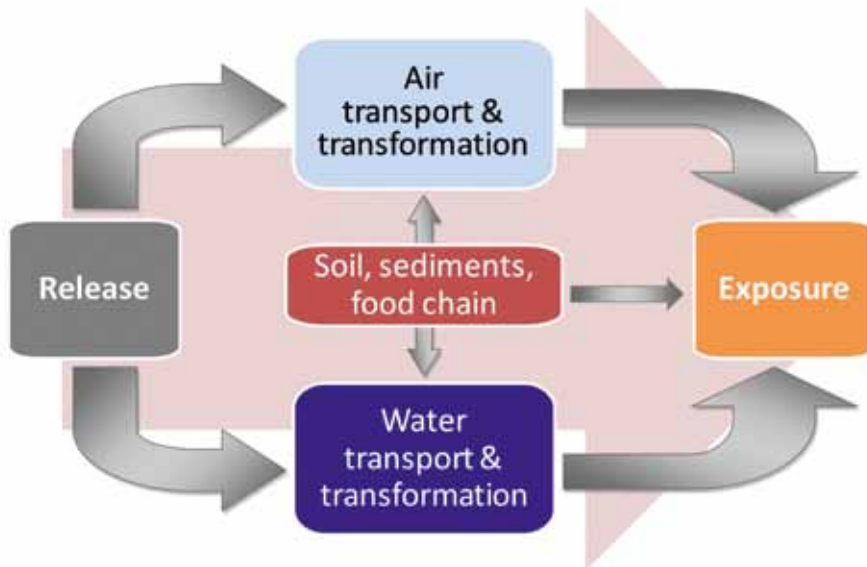 Air
transport &
transformation
Release
Soil, sediments,
food chain
Exposure
Water
transport &
transformation